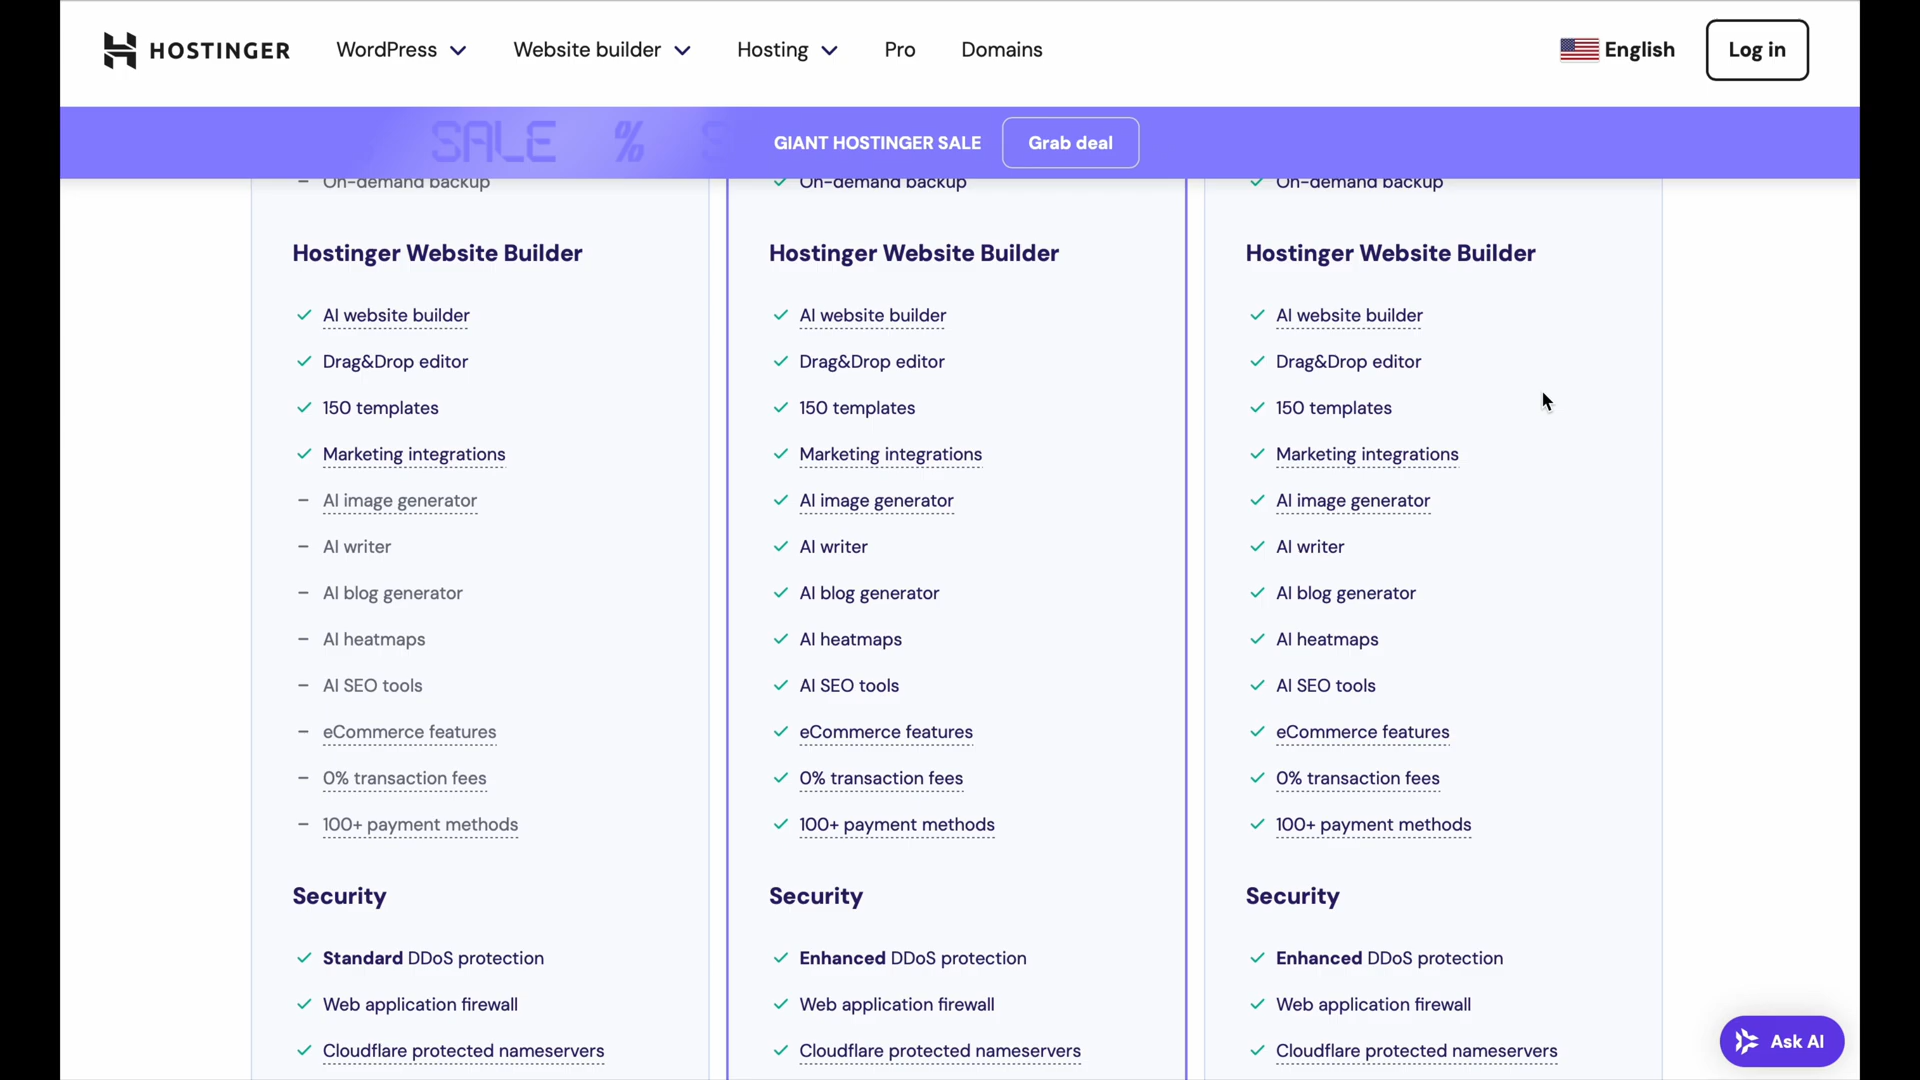 HOSTINGER WordPress Website builder Hosting Pro Domains English Log in
SALE % S GIANT HOSTINGER SALE Grab deal
– On-demand backup
Hostinger Website Builder
✓ AI website builder
✓ Drag&Drop editor
✓ 150 templates
✓ Marketing integrations
– AI image generator
– AI writer
– AI blog generator
– AI heatmaps
– AI SEO tools
– eCommerce features
– 0% transaction fees
– 100+ payment methods
Security
✓ Standard DDoS protection
✓ Web application firewall
✓ Cloudflare protected nameservers
✓ On-demand backup
Hostinger Website Builder
✓ AI website builder
✓ Drag&Drop editor
✓ 150 templates
✓ Marketing integrations
✓ AI image generator
✓ AI writer
✓ AI blog generator
✓ AI heatmaps
✓ AI SEO tools
✓ eCommerce features
✓ 0% transaction fees
✓ 100+ payment methods
Security
✓ Enhanced DDoS protection
✓ Web application firewall
✓ Cloudflare protected nameservers
✓ On-demand backup
Hostinger Website Builder
✓ AI website builder
✓ Drag&Drop editor
✓ 150 templates
✓ Marketing integrations
✓ AI image generator
✓ AI writer
✓ AI blog generator
✓ AI heatmaps
✓ AI SEO tools
✓ eCommerce features
✓ 0% transaction fees
✓ 100+ payment methods
Security
✓ Enhanced DDoS protection
✓ Web application firewall
✓ Cloudflare protected nameservers
Ask AI